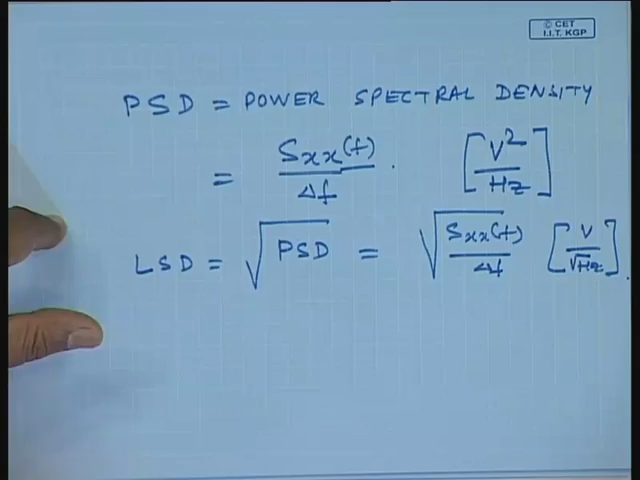 © CET
I.I.T. KGP
PSD = POWER SPECTRAL DENSITY
= Sxx(f)/Δf . [V²/Hz]
LSD = √PSD = √(Sxx(f)/Δf) [V/√Hz].